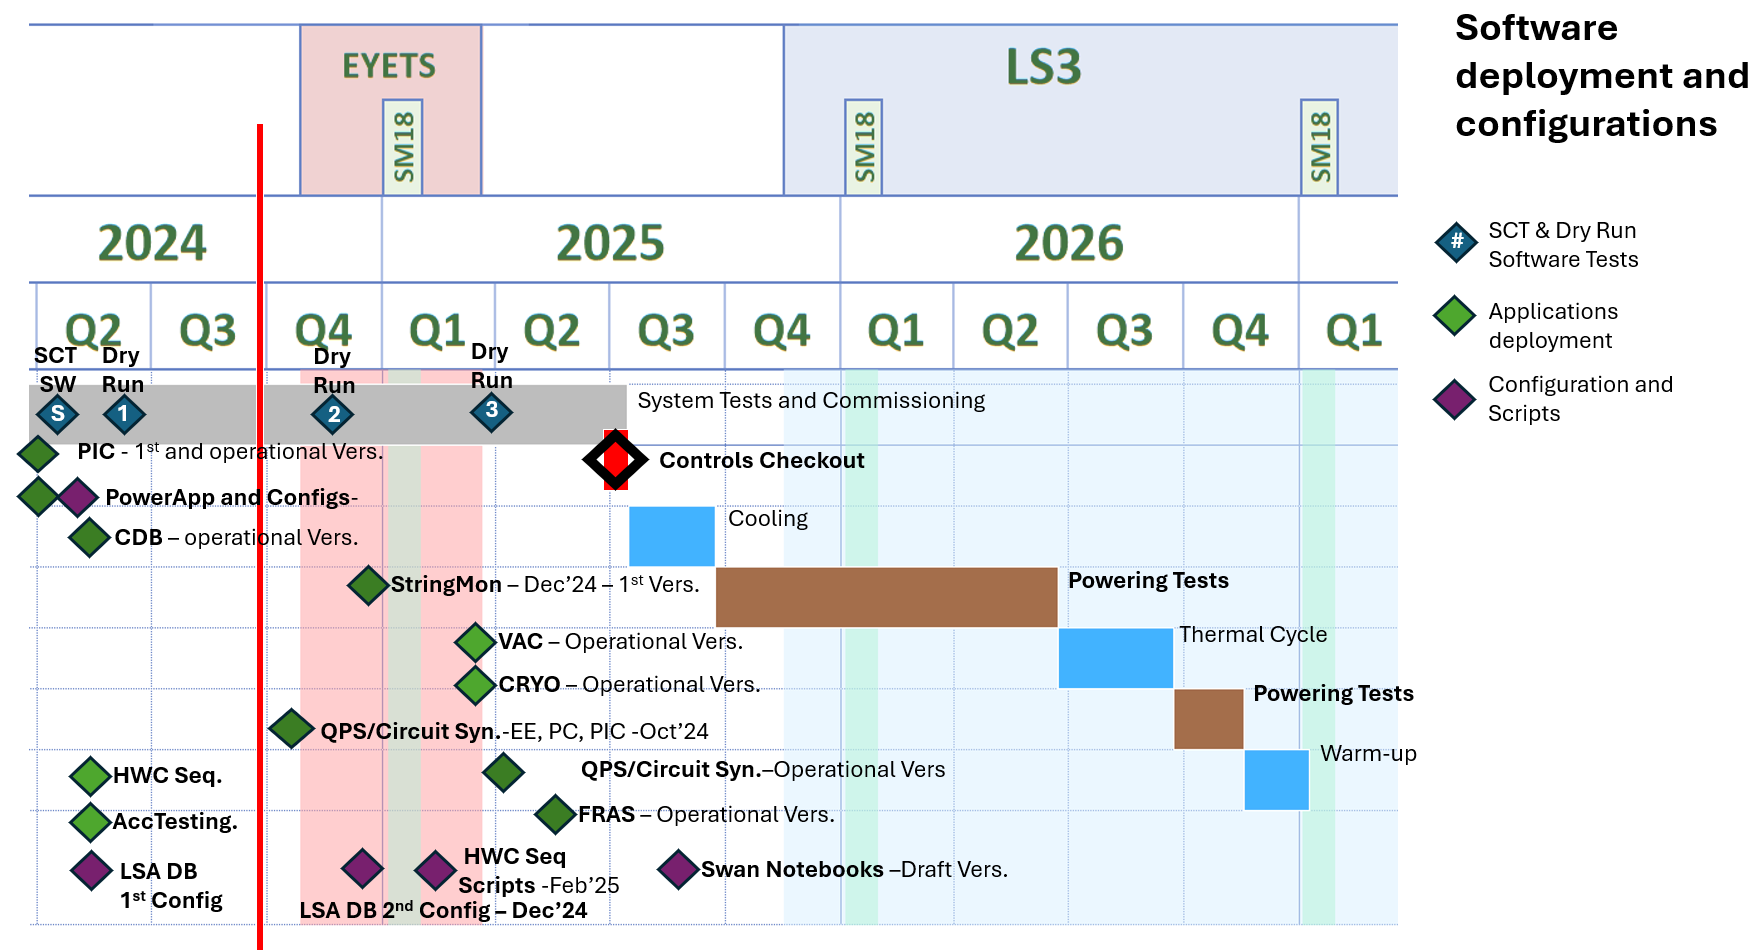 Software
deployment and
configurations
EYETS
LS3
SM18
SM18
SM18
2024
2025
2026
Q2
Q3
Q4
Q1
Q2
Q3
Q4
Q1
Q2
Q3
Q4
Q1
# SCT & Dry Run
Software Tests
Applications
deployment
Configuration and
Scripts
SCT
SW
S
Dry
Run
1
Dry
Run
2
Dry
Run
3
System Tests and Commissioning
PIC - 1st and operational Vers.
Controls Checkout
PowerApp and Configs-
Cooling
CDB – operational Vers.
StringMon – Dec’24 – 1st Vers.
Powering Tests
VAC – Operational Vers.
Thermal Cycle
CRYO – Operational Vers.
Powering Tests
QPS/Circuit Syn.-EE, PC, PIC -Oct’24
Warm-up
HWC Seq.
QPS/Circuit Syn.–Operational Vers
AccTesting.
FRAS – Operational Vers.
LSA DB
1st Config
HWC Seq
Scripts -Feb’25
Swan Notebooks –Draft Vers.
LSA DB 2nd Config – Dec’24